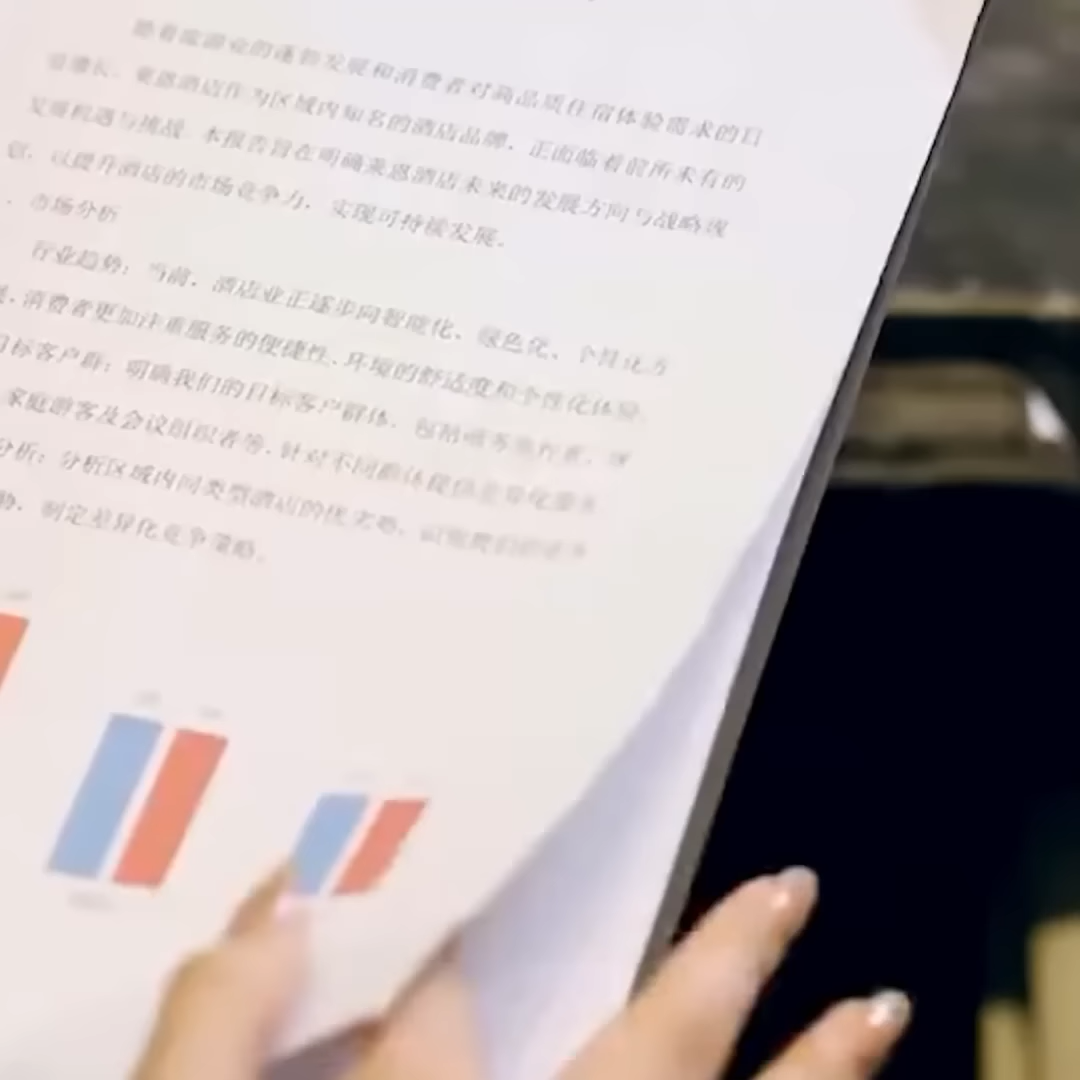 随着旅游业的蓬勃发展和消费者对高品质住宿体验需求的日
益增长，酒店作为区域内知名的酒店品牌，正面临着前所未有的
发展机遇与挑战。本报告旨在明确酒店未来的发展方向与战略规
划，以提升酒店的市场竞争力，实现可持续发展。
市场分析
行业趋势：当前，酒店业正逐步向智能化、绿色化、个性化方
展，消费者更加注重服务的便捷性、环境的舒适度和个性化体验
目标客户群：明确我们的目标客户群体，包括商务旅行者、
家庭游客及会议组织者等，针对不同群体提供差异化服务
分析：分析区域内同类型酒店的优劣势，
势，制定差异化竞争策略。